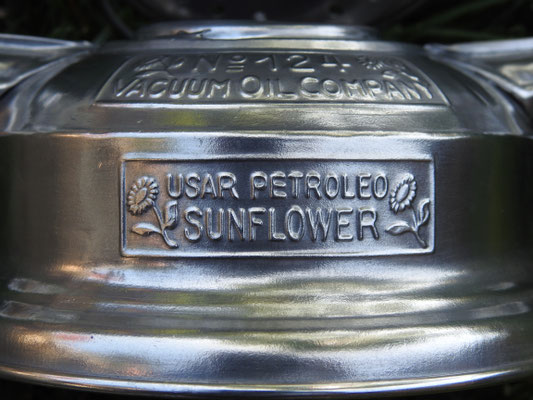 Nº 124
VACUUM OIL COMPANY
USAR PETROLEO
SUNFLOWER